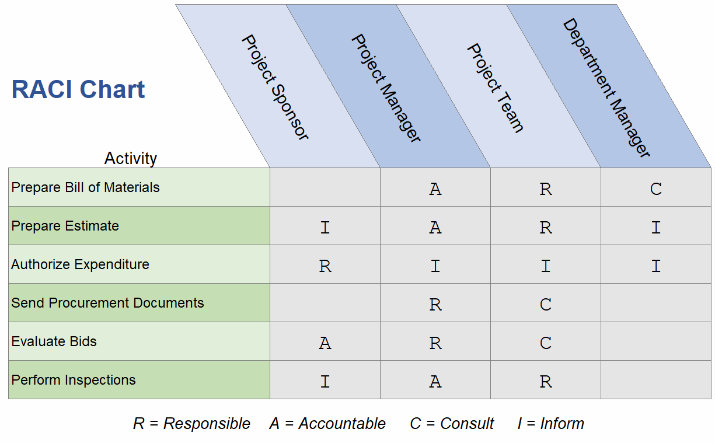 RACI Chart
Project Sponsor
Project Manager
Project Team
Department Manager
Activity
Prepare Bill of Materials A R C
Prepare Estimate I A R I
Authorize Expenditure R I I I
Send Procurement Documents R C
Evaluate Bids A R C
Perform Inspections I A R
R = Responsible A = Accountable C = Consult I = Inform